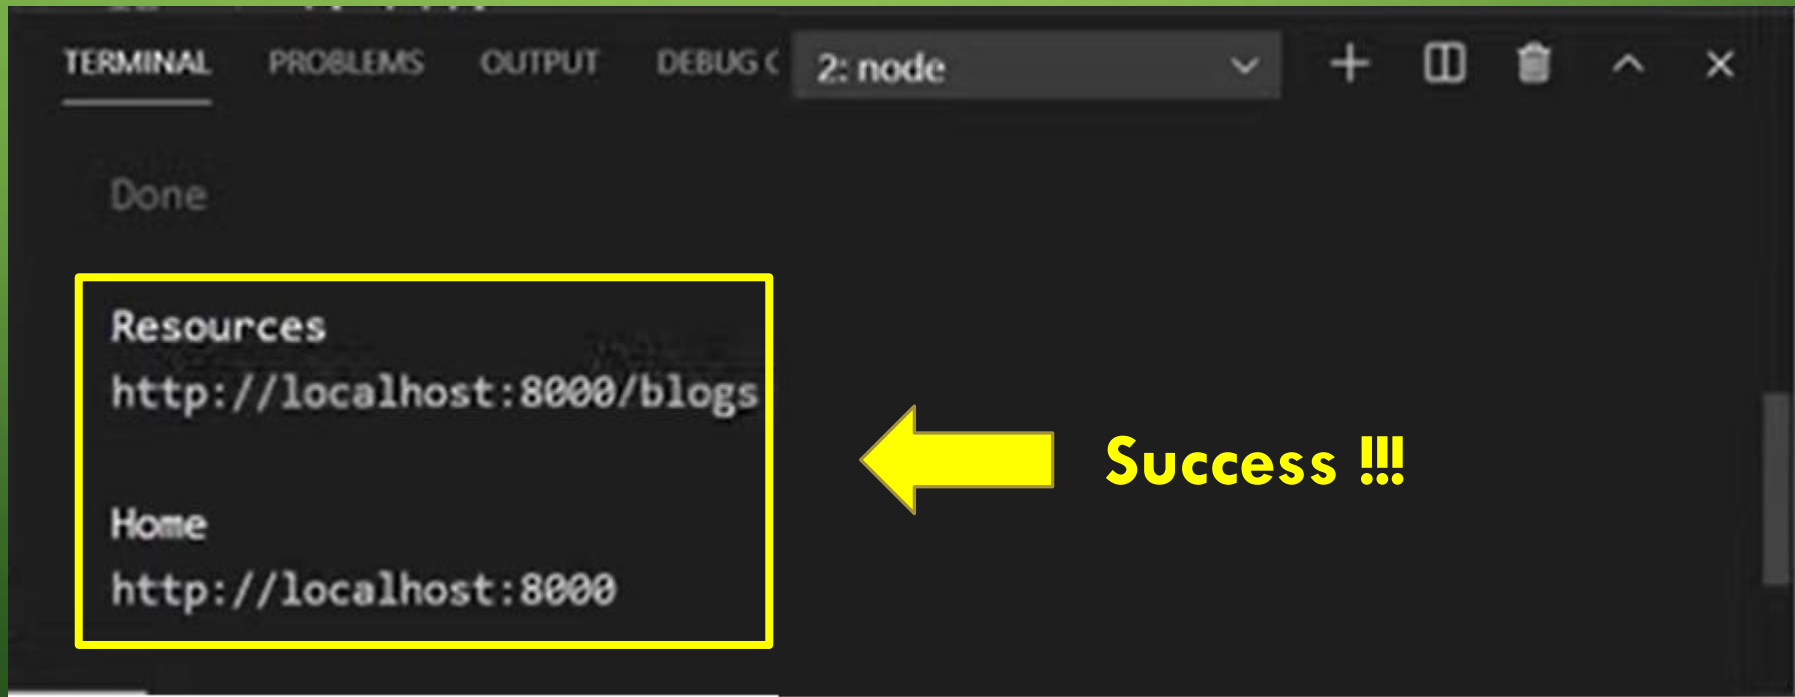 TERMINAL PROBLEMS OUTPUT DEBUG 2: node
Done
Resources
http://localhost:8000/blogs
Success !!!
Home
http://localhost:8000